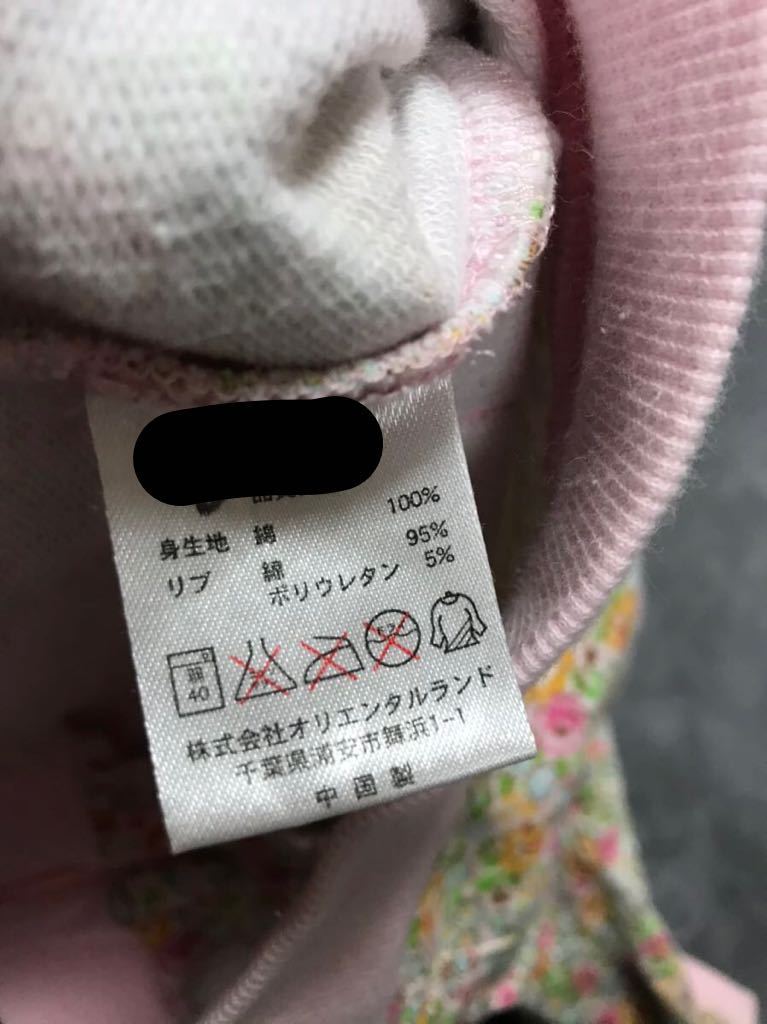 100%
身生地 綿 95%
リブ 綿 5%
ポリウレタン
弱 40
株式会社オリエンタルランド
千葉県浦安市舞浜1-1
中国製